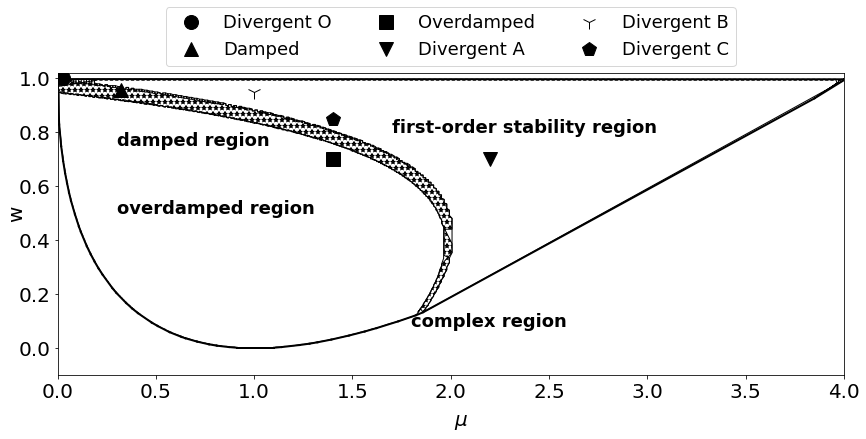 Divergent O Overdamped Divergent B
Damped Divergent A Divergent C
1.0
first-order stability region
0.8
damped region
0.6
overdamped region
w
0.4
0.2
complex region
0.0
0.0 0.5 1.0 1.5 2.0 2.5 3.0 3.5 4.0
μ